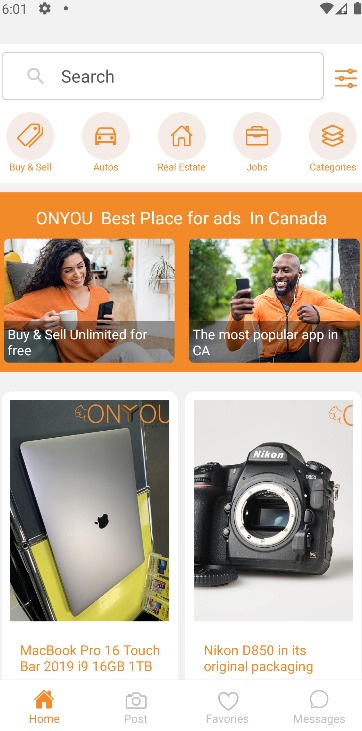 6:01
Search
Buy & Sell
Autos
Real Estate
Jobs
Categories
ONYOU Best Place for ads In Canada
Buy & Sell Unlimited for
free
The most popular app in
CA
ONYOU
Nikon
D850
MacBook Pro 16 Touch
Bar 2019 i9 16GB 1TB
Nikon D850 in its
original packaging
Home
Post
Favories
Messages